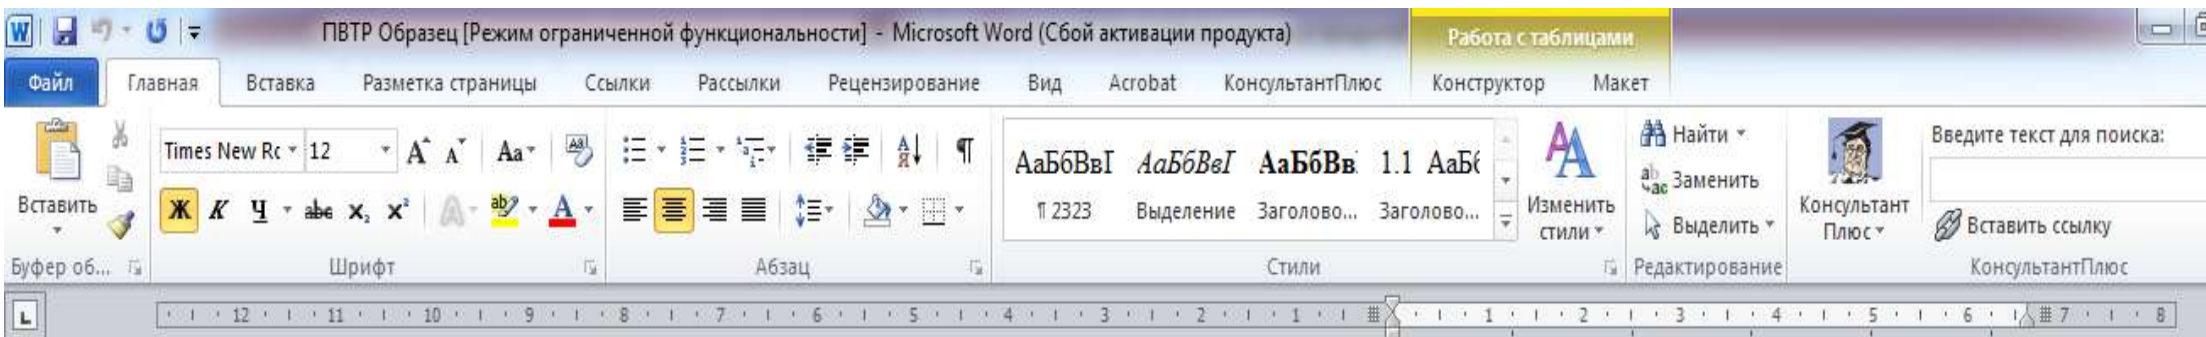 ПВТР Образец [Режим ограниченной функциональности] - Microsoft Word (Сбой активации продукта)
Работа с таблицами
Файл Главная Вставка Разметка страницы Ссылки Рассылки Рецензирование Вид Acrobat КонсультантПлюс Конструктор Макет
Times New Rc 12 Aa
АаБбВвГ АаБбВвГ АаБбВв 1.1 АаБб
Найти
Введите текст для поиска:
Заменить
Вставить
Ж К Ч abc x₂ x²
¶ 2323 Выделение Заголово... Заголово...
Изменить стили
Выделить
Консультант Плюс
Вставить ссылку
Буфер об... Шрифт Абзац Стили Редактирование КонсультантПлюс
12 11 10 9 8 7 6 5 4 3 2 1 1 2 3 4 5 6 7 8